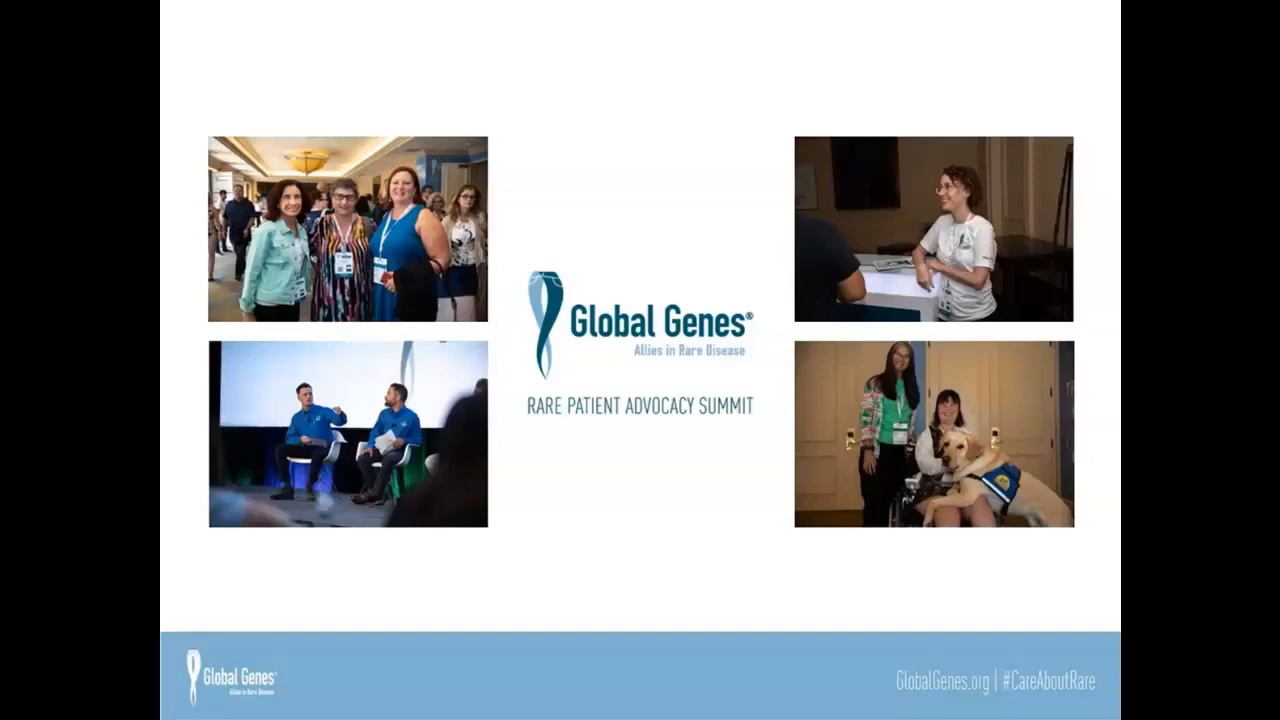 Global Genes®
Allies in Rare Disease
RARE PATIENT ADVOCACY SUMMIT
Global Genes®
Allies in Rare Disease
GlobalGenes.org | #CareAboutRare